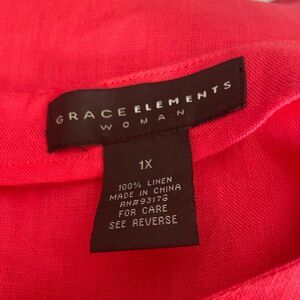 GRACE ELEMENTS
WOMAN
1X
100% LINEN
MADE IN CHINA
RN#93176
FOR CARE
SEE REVERSE